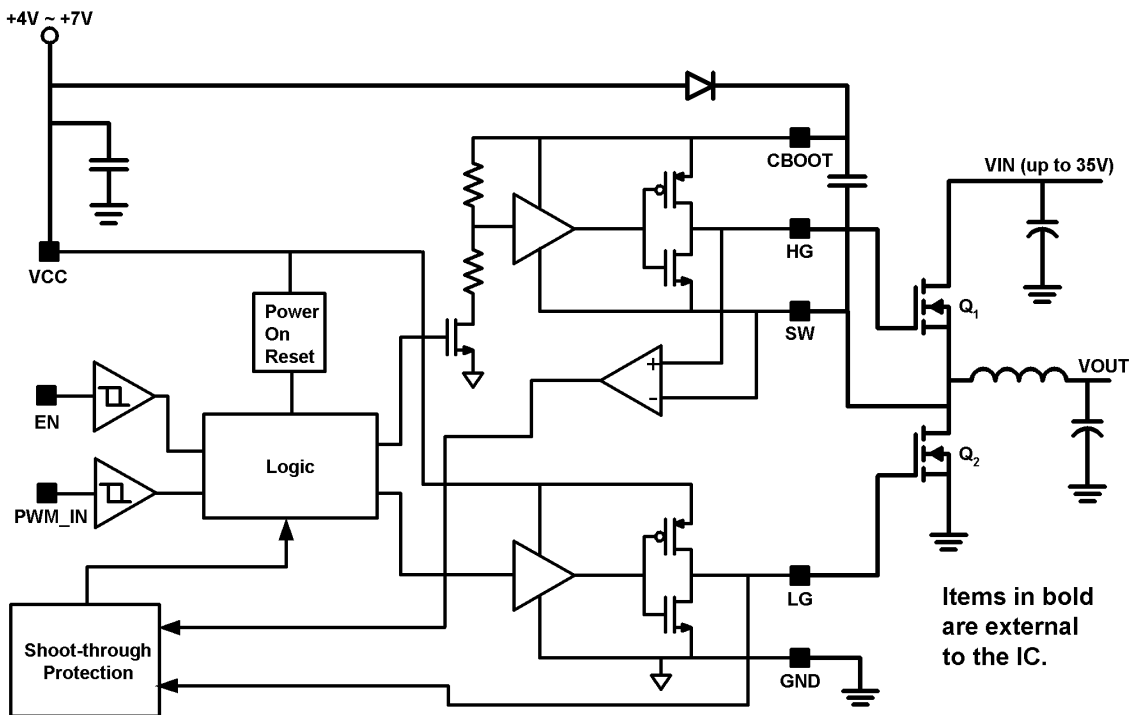 +4V ~ +7V
CBOOT
VIN (up to 35V)
HG
VCC
Power
On
Reset
SW
Q1
+
-
VOUT
EN
Logic
Q2
PWM_IN
LG
Items in bold
are external
to the IC.
Shoot-through
Protection
GND